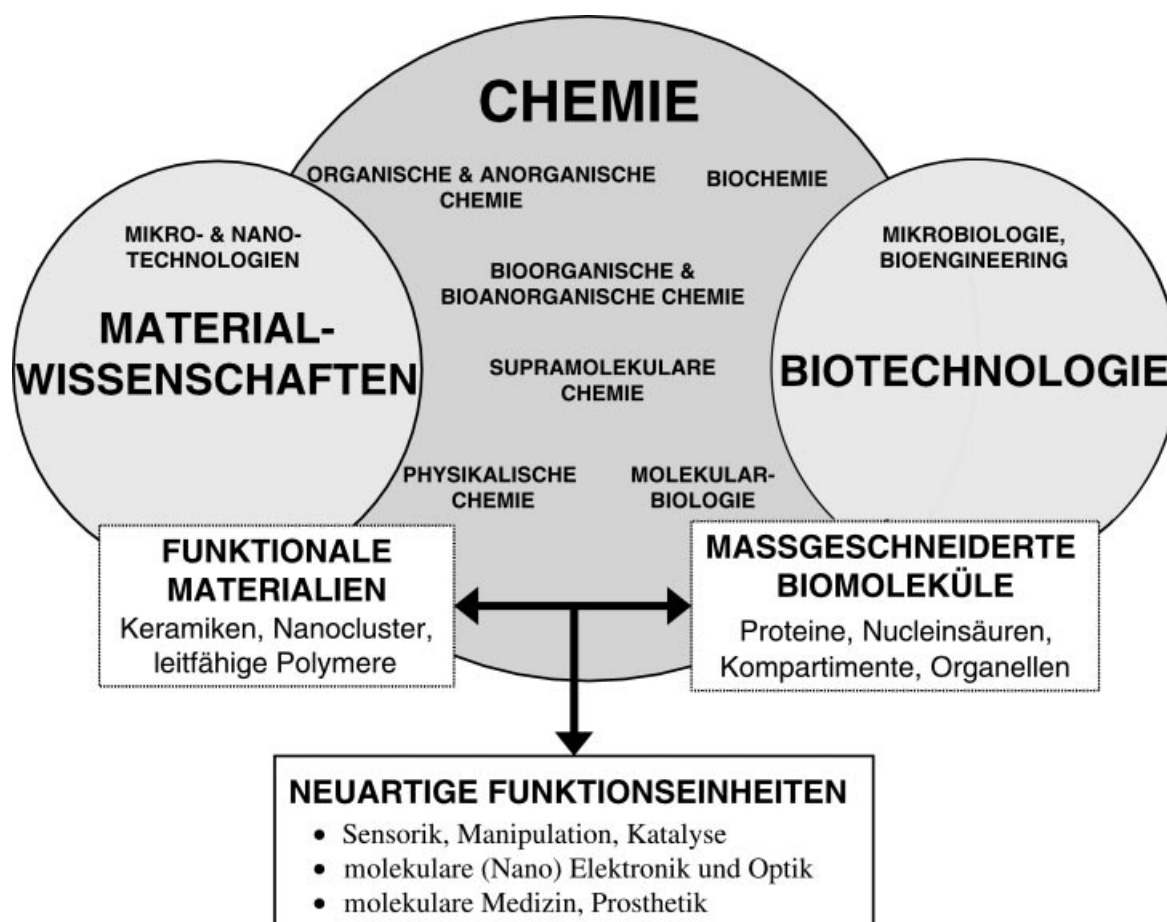 CHEMIE
ORGANISCHE & ANORGANISCHE
CHEMIE
BIOCHEMIE
MIKRO- & NANO-
TECHNOLOGIEN
MIKROBIOLOGIE,
BIOENGINEERING
BIOORGANISCHE &
BIOANORGANISCHE CHEMIE
MATERIAL-
WISSENSCHAFTEN
SUPRAMOLEKULARE
CHEMIE
BIOTECHNOLOGIE
PHYSIKALISCHE
CHEMIE
MOLEKULAR-
BIOLOGIE
FUNKTIONALE
MATERIALIEN
Keramiken, Nanocluster,
leitfähige Polymere
MASSGESCHNEIDERTE
BIOMOLEKÜLE
Proteine, Nucleinsäuren,
Kompartimente, Organellen
NEUARTIGE FUNKTIONSEINHEITEN
• Sensorik, Manipulation, Katalyse
• molekulare (Nano) Elektronik und Optik
• molekulare Medizin, Prosthetik